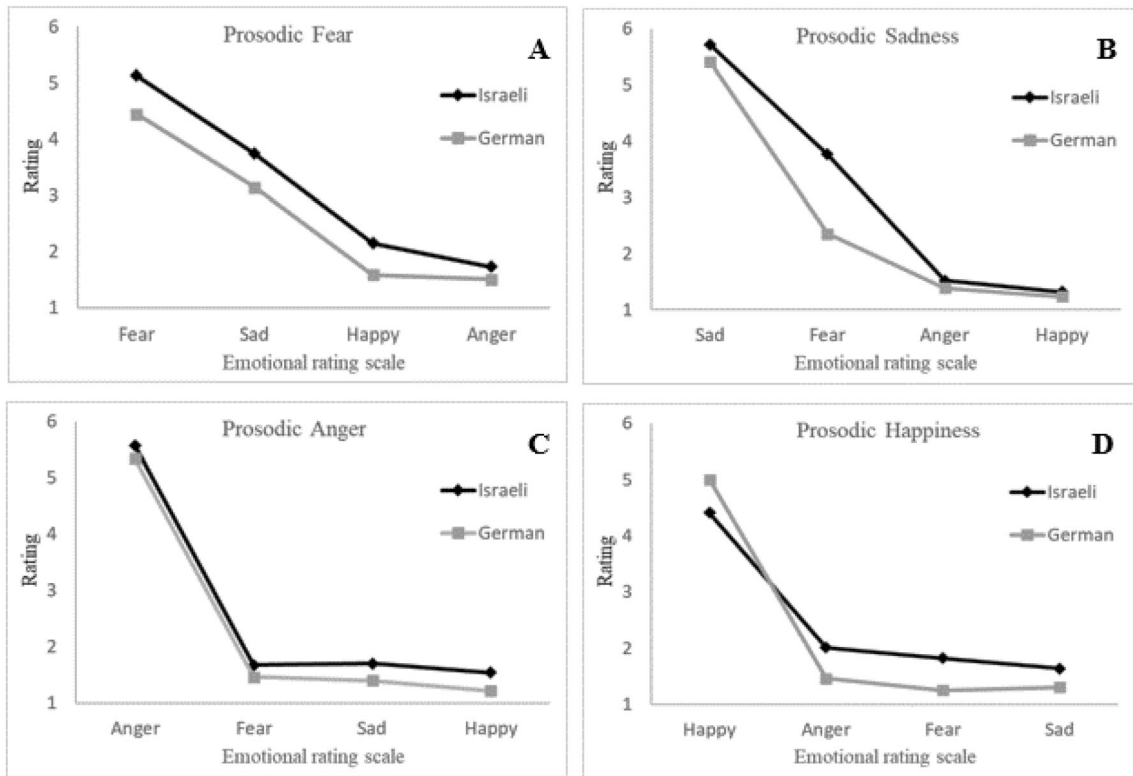 Prosodic Fear
A
6
5
4
3
2
1
Rating
Israeli
German
Fear Sad Happy Anger
Emotional rating scale
Prosodic Sadness
B
6
5
4
3
2
1
Rating
Israeli
German
Sad Fear Anger Happy
Emotional rating scale
Prosodic Anger
C
6
5
4
3
2
1
Rating
Israeli
German
Anger Fear Sad Happy
Emotional rating scale
Prosodic Happiness
D
6
5
4
3
2
1
Rating
Israeli
German
Happy Anger Fear Sad
Emotional rating scale